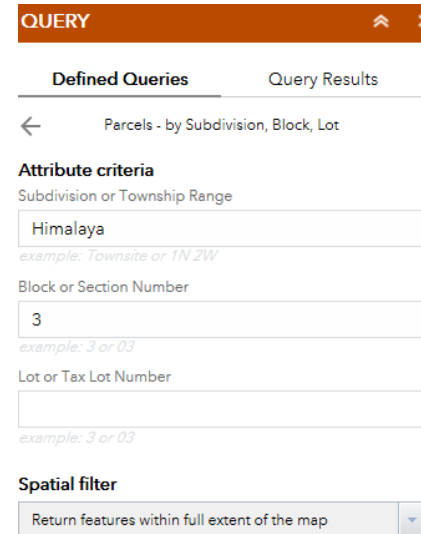 QUERY
Defined Queries Query Results
Parcels - by Subdivision, Block, Lot
Attribute criteria
Subdivision or Township Range
Himalaya
example: Townsite or 1N 2W
Block or Section Number
3
example: 3 or 03
Lot or Tax Lot Number
example: 3 or 03
Spatial filter
Return features within full extent of the map